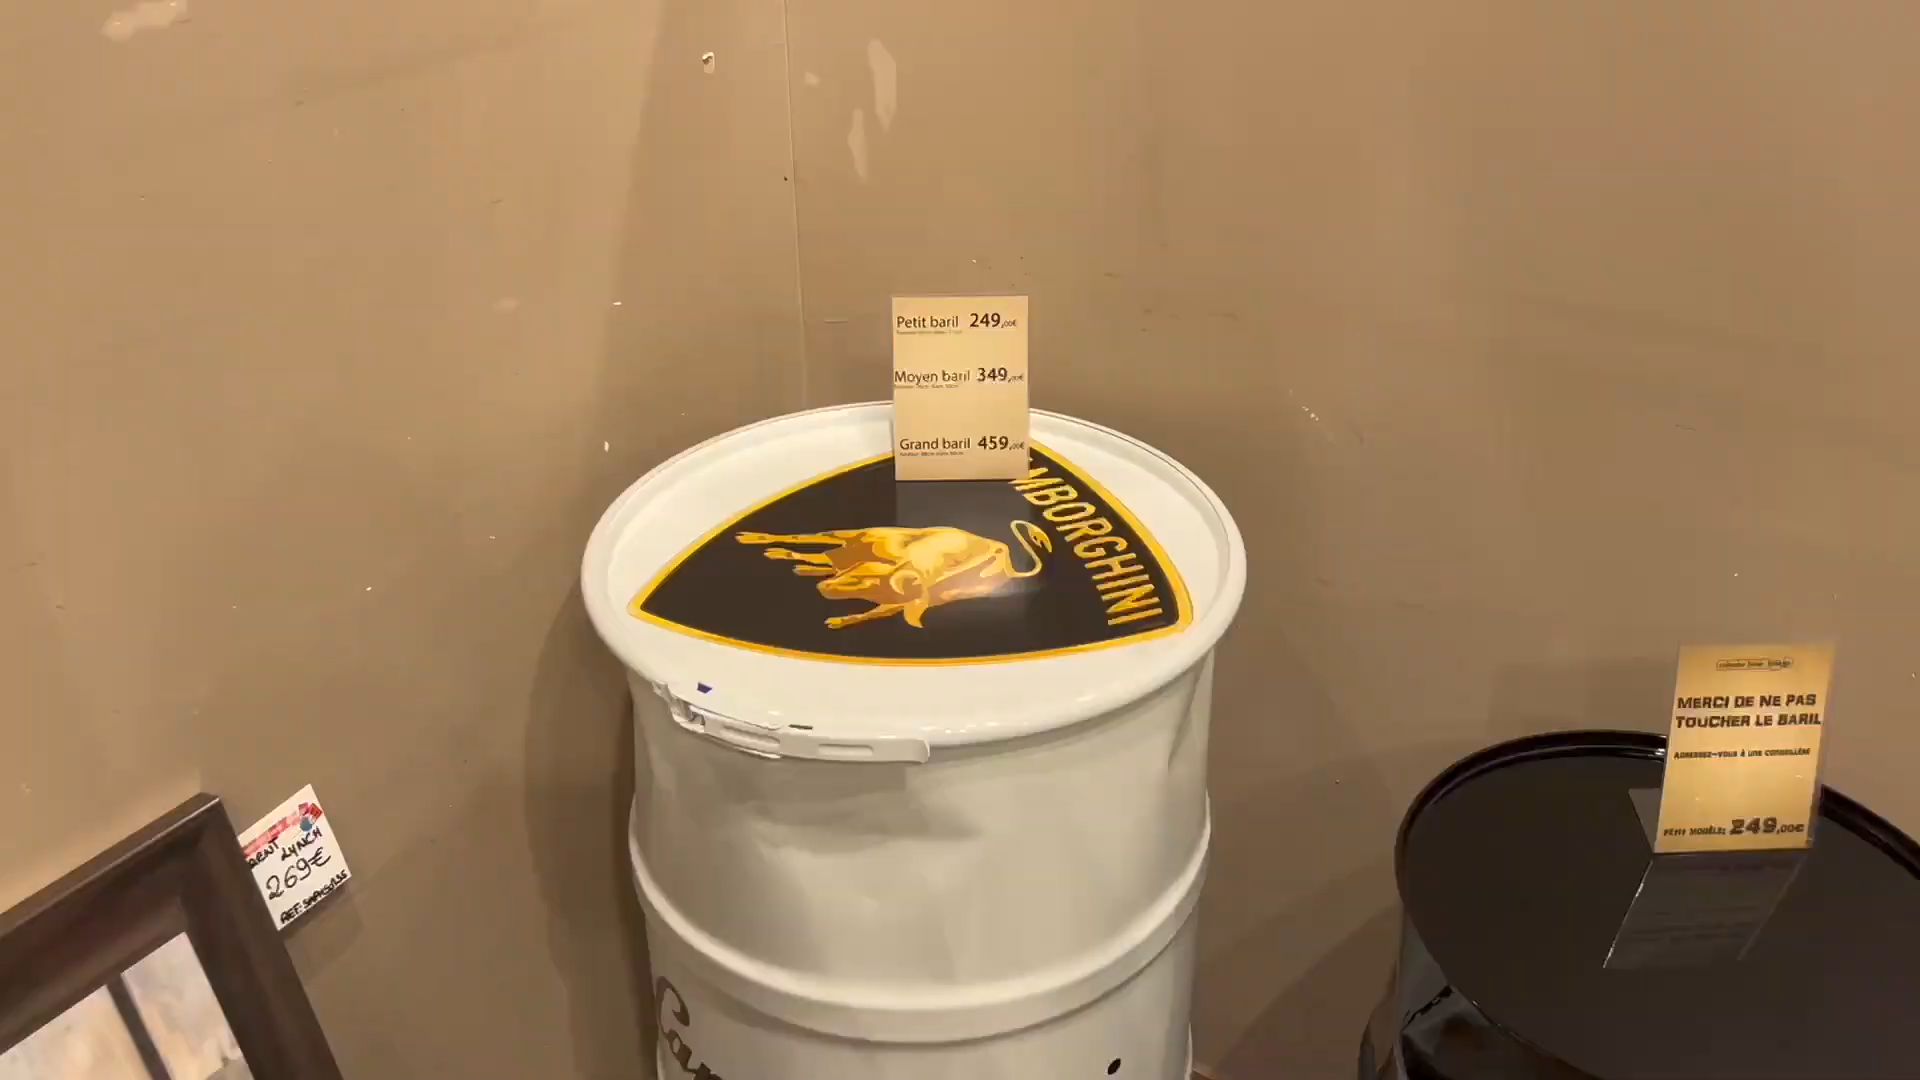 Petit baril 249,00€
Moyen baril 349,00€
Grand baril 459,00€
MBORGHINI
MERCI DE NE PAS
TOUCHER LE BARIL
ADRESSEZ-VOUS À UNE CONSEILLÈRE
PETIT MODÈLE: 249,00€
LYNCH
269€
Car